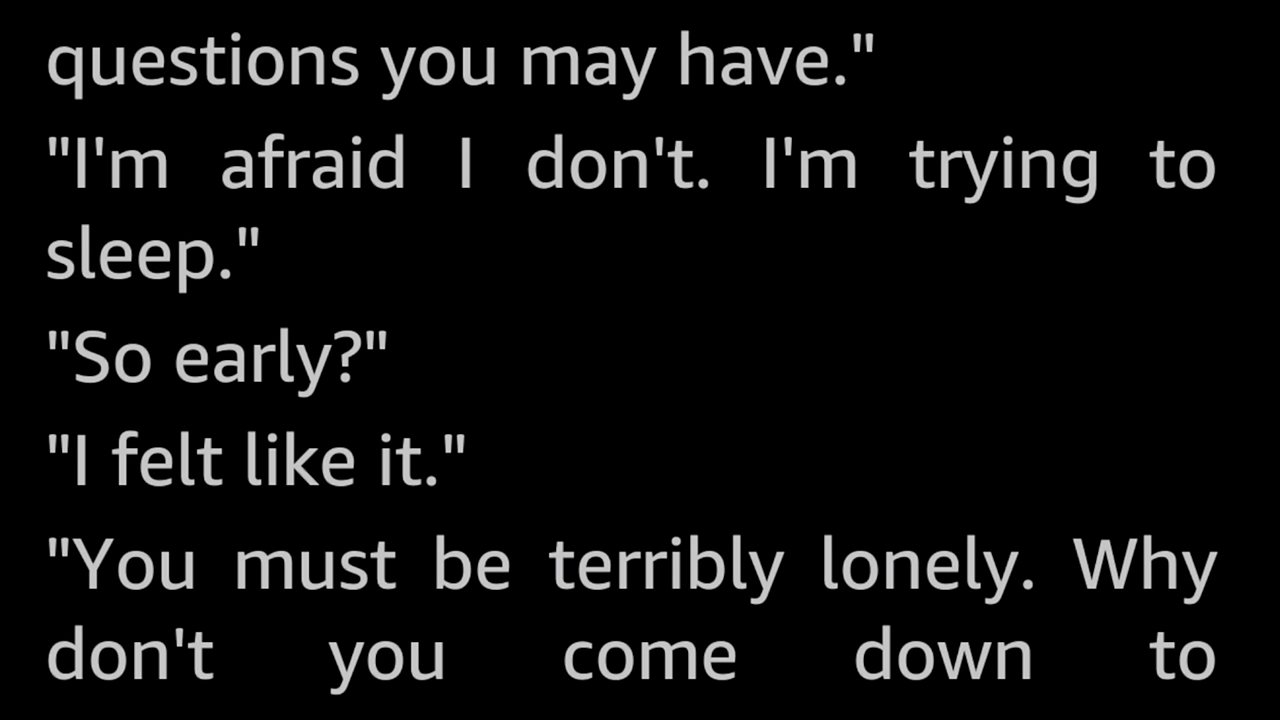 questions you may have."
"I'm afraid I don't. I'm trying to
sleep."
"So early?"
"I felt like it."
"You must be terribly lonely. Why
don't you come down to